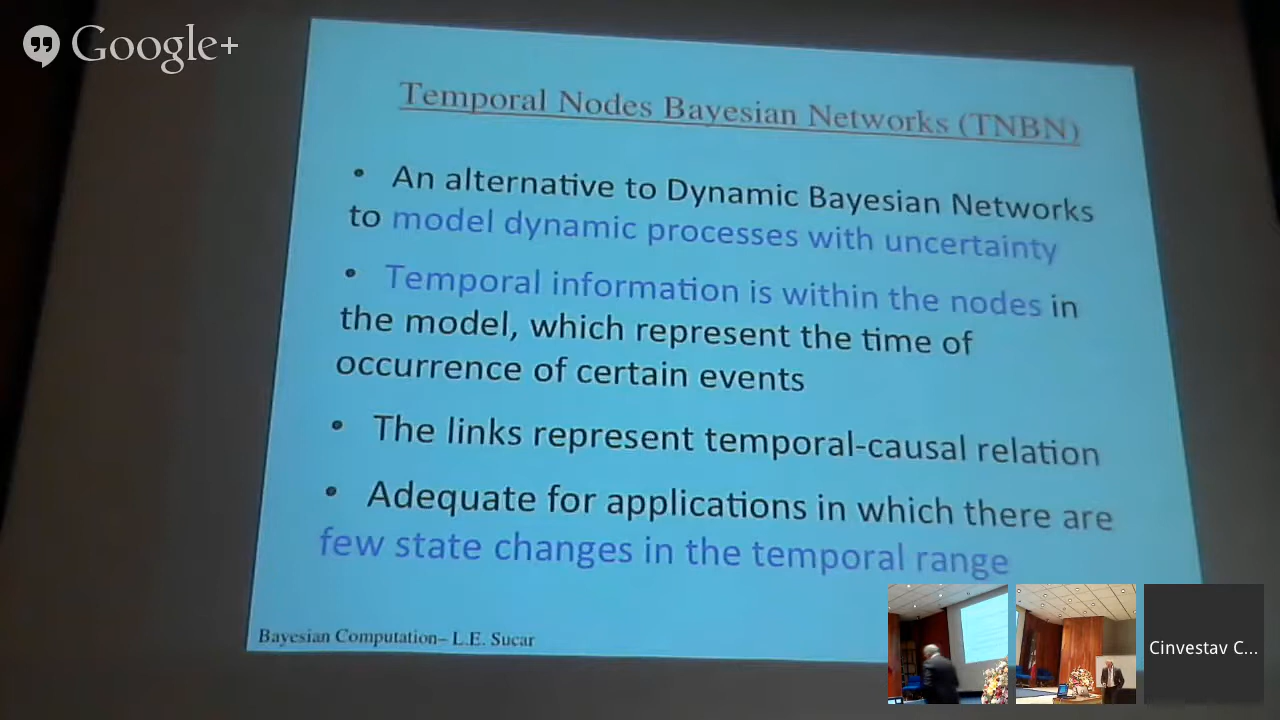 Google+
Temporal Nodes Bayesian Networks (TNBN)
• An alternative to Dynamic Bayesian Networks
to model dynamic processes with uncertainty
• Temporal information is within the nodes in
the model, which represent the time of
occurrence of certain events
• The links represent temporal-causal relation
• Adequate for applications in which there are
few state changes in the temporal range
Bayesian Computation– L.E. Sucar
Cinvestav C...